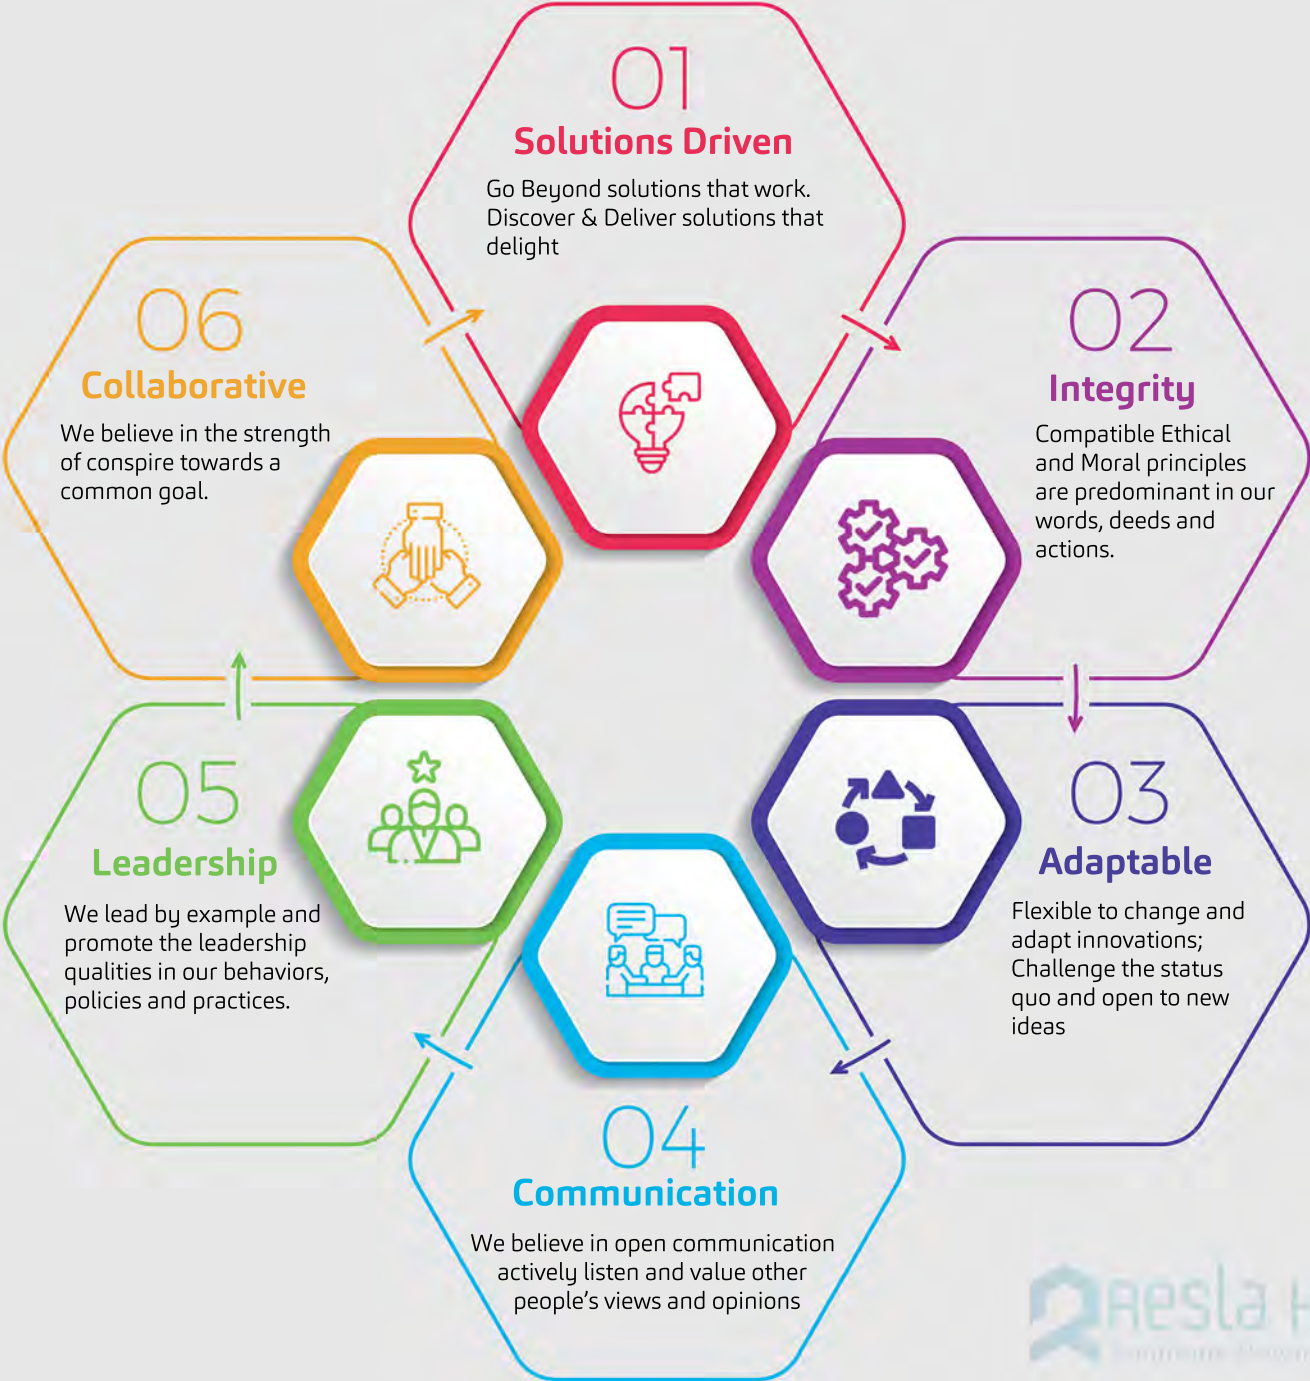 01
Solutions Driven
Go Beyond solutions that work.
Discover & Deliver solutions that
delight
02
Integrity
Compatible Ethical
and Moral principles
are predominant in our
words, deeds and
actions.
03
Adaptable
Flexible to change and
adapt innovations;
Challenge the status
quo and open to new
ideas
04
Communication
We believe in open communication
actively listen and value other
people’s views and opinions
05
Leadership
We lead by example and
promote the leadership
qualities in our behaviors,
policies and practices.
06
Collaborative
We believe in the strength
of conspire towards a
common goal.